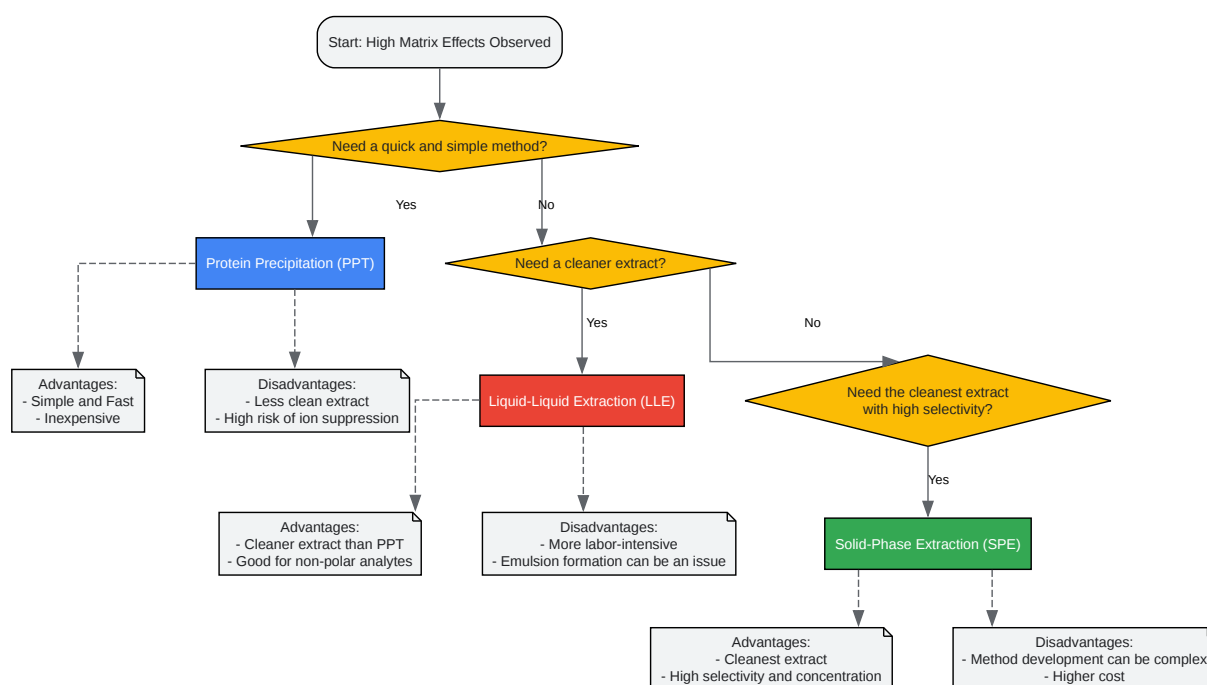 Start: High Matrix Effects Observed
Need a quick and simple method?
Yes
No
Protein Precipitation (PPT)
Need a cleaner extract?
Yes
No
Advantages:
- Simple and Fast
- Inexpensive
Disadvantages:
- Less clean extract
- High risk of ion suppression
Liquid-Liquid Extraction (LLE)
Need the cleanest extract
with high selectivity?
Yes
Advantages:
- Cleaner extract than PPT
- Good for non-polar analytes
Disadvantages:
- More labor-intensive
- Emulsion formation can be an issue
Solid-Phase Extraction (SPE)
Advantages:
- Cleanest extract
- High selectivity and concentration
Disadvantages:
- Method development can be complex
- Higher cost